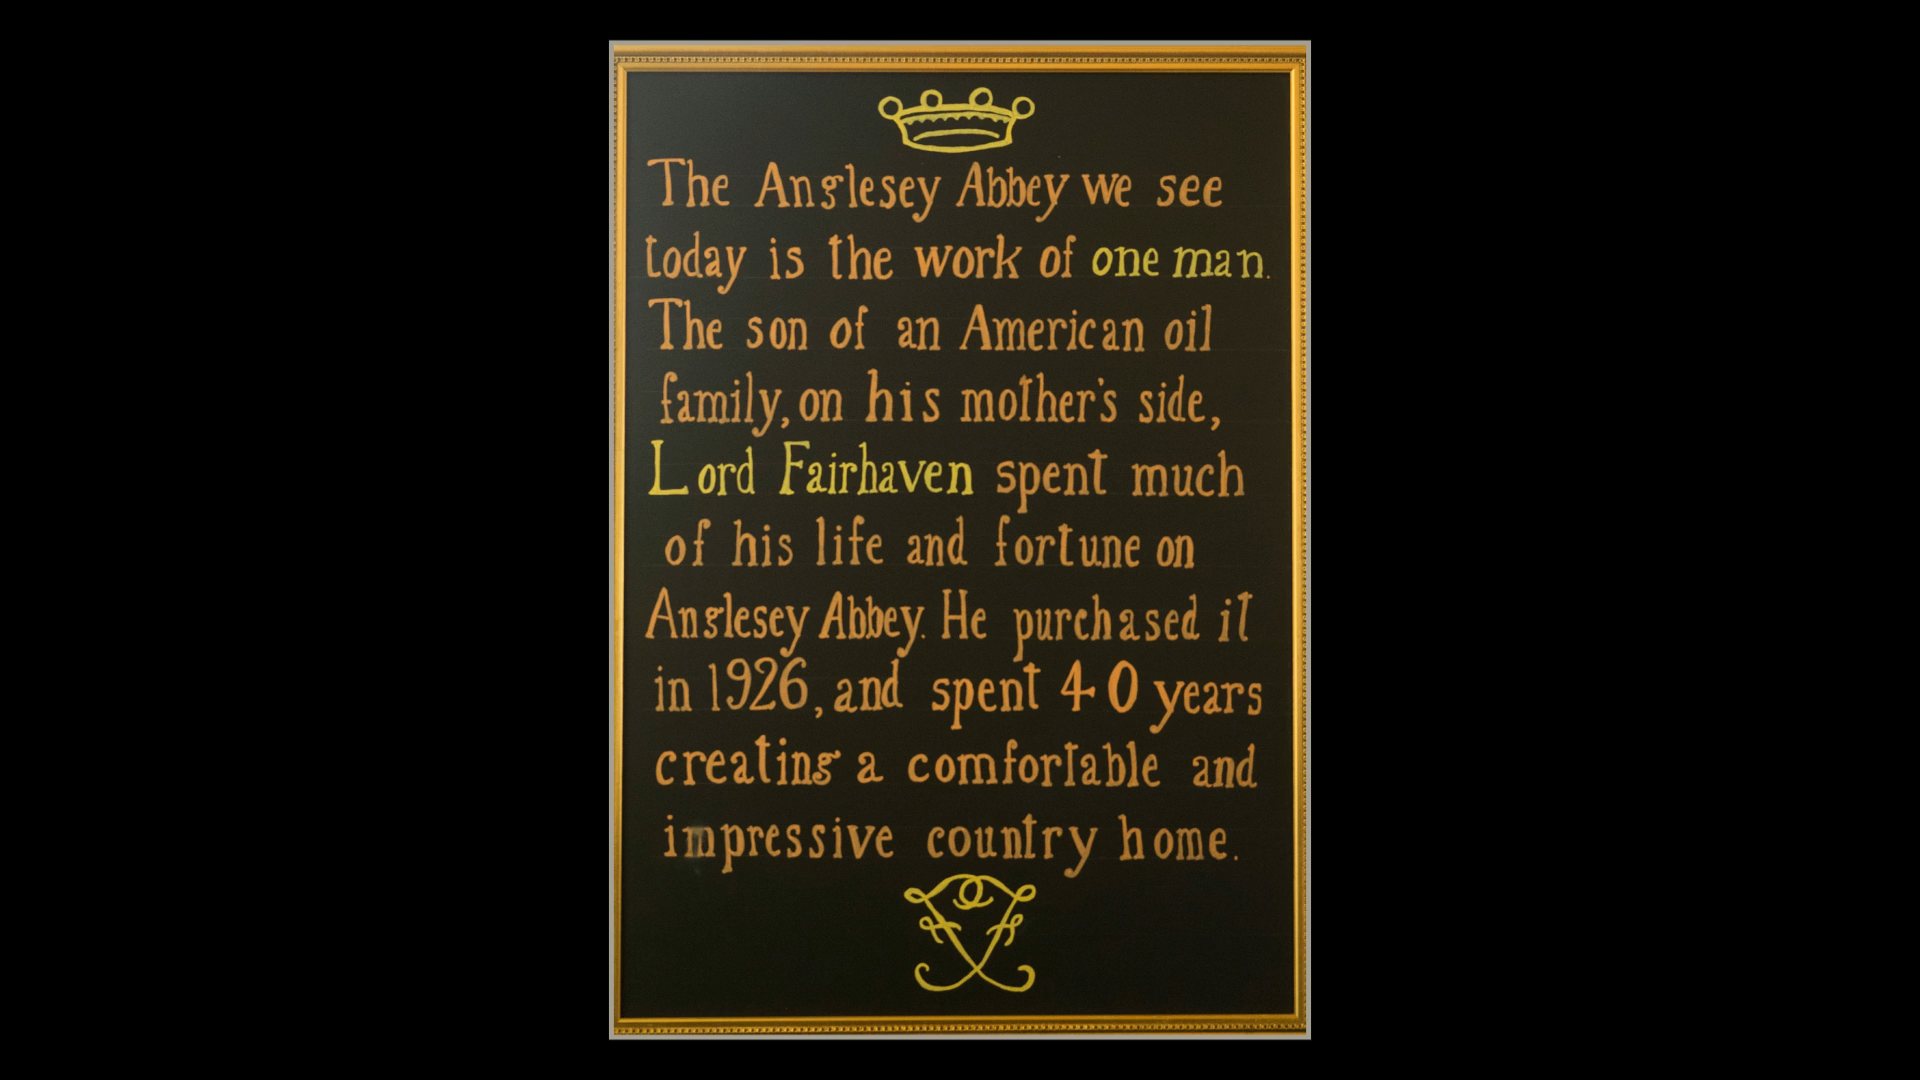 The Anglesey Abbey we see
today is the work of one man.
The son of an American oil
family, on his mother's side,
Lord Fairhaven spent much
of his life and fortune on
Anglesey Abbey. He purchased it
in 1926, and spent 40 years
creating a comfortable and
impressive country home.